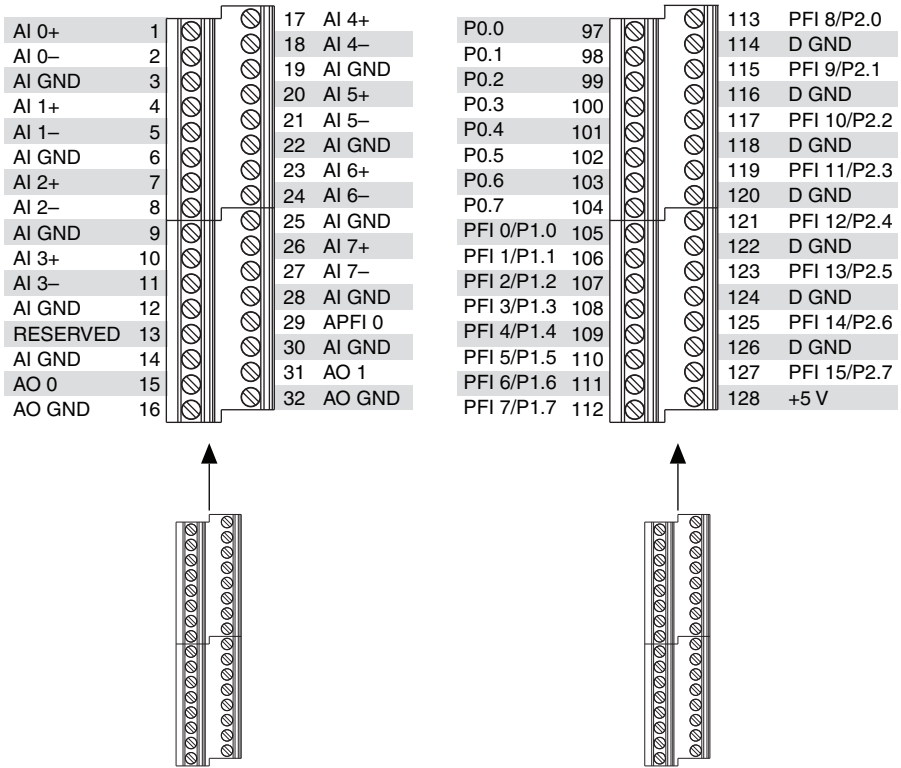 AI 0+ 1
AI 0– 2
AI GND 3
AI 1+ 4
AI 1– 5
AI GND 6
AI 2+ 7
AI 2– 8
AI GND 9
AI 3+ 10
AI 3– 11
AI GND 12
RESERVED 13
AI GND 14
AO 0 15
AO GND 16
17 AI 4+
18 AI 4–
19 AI GND
20 AI 5+
21 AI 5–
22 AI GND
23 AI 6+
24 AI 6–
25 AI GND
26 AI 7+
27 AI 7–
28 AI GND
29 APFI 0
30 AI GND
31 AO 1
32 AO GND
P0.0 97
P0.1 98
P0.2 99
P0.3 100
P0.4 101
P0.5 102
P0.6 103
P0.7 104
PFI 0/P1.0 105
PFI 1/P1.1 106
PFI 2/P1.2 107
PFI 3/P1.3 108
PFI 4/P1.4 109
PFI 5/P1.5 110
PFI 6/P1.6 111
PFI 7/P1.7 112
113 PFI 8/P2.0
114 D GND
115 PFI 9/P2.1
116 D GND
117 PFI 10/P2.2
118 D GND
119 PFI 11/P2.3
120 D GND
121 PFI 12/P2.4
122 D GND
123 PFI 13/P2.5
124 D GND
125 PFI 14/P2.6
126 D GND
127 PFI 15/P2.7
128 +5 V